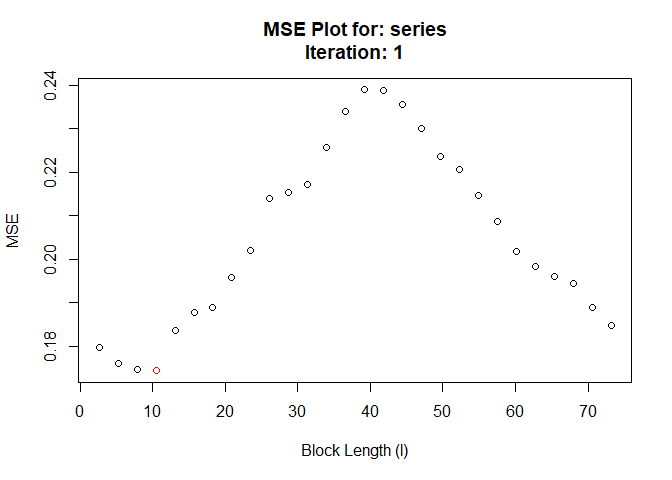 MSE Plot for: series
Iteration: 1
0.24
0.22
0.20
0.18
MSE
0 10 20 30 40 50 60 70
Block Length (l)